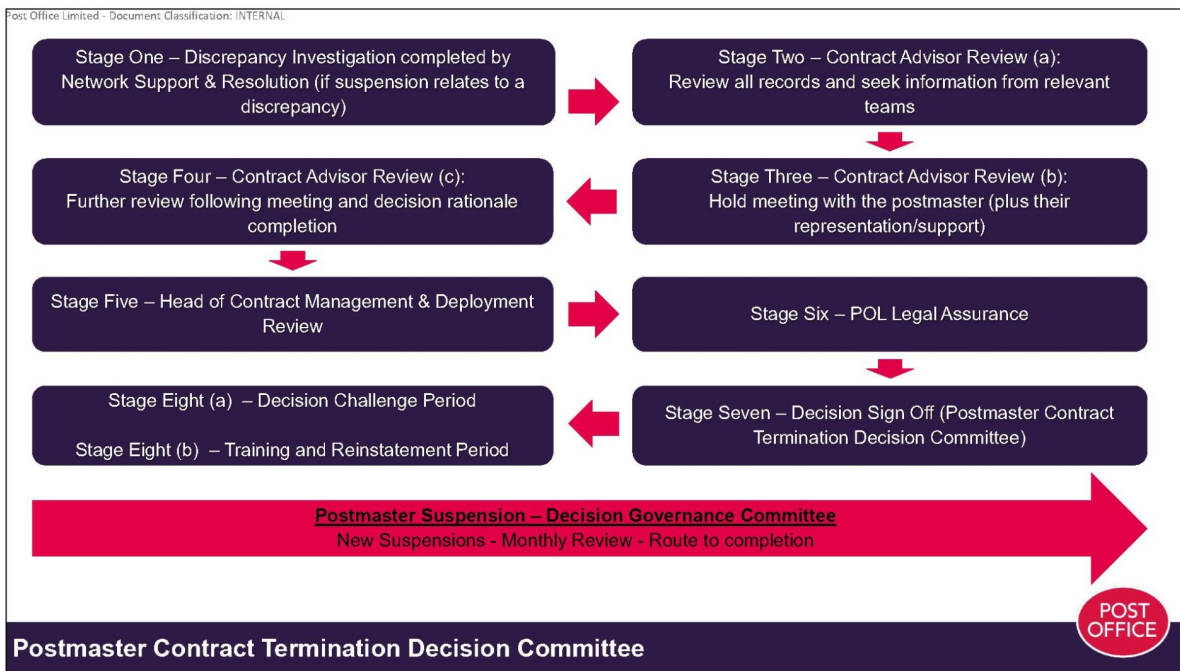 Post Office Limited - Document Classification: INTERNAL
Stage One – Discrepancy Investigation completed by
Network Support & Resolution (if suspension relates to a
discrepancy)
Stage Two – Contract Advisor Review (a):
Review all records and seek information from relevant
teams
Stage Three – Contract Advisor Review (b):
Hold meeting with the postmaster (plus their
representation/support)
Stage Four – Contract Advisor Review (c):
Further review following meeting and decision rationale
completion
Stage Five – Head of Contract Management & Deployment
Review
Stage Six – POL Legal Assurance
Stage Seven – Decision Sign Off (Postmaster Contract
Termination Decision Committee)
Stage Eight (a) – Decision Challenge Period
Stage Eight (b) – Training and Reinstatement Period
Postmaster Suspension – Decision Governance Committee
New Suspensions - Monthly Review - Route to completion
POST
OFFICE
Postmaster Contract Termination Decision Committee